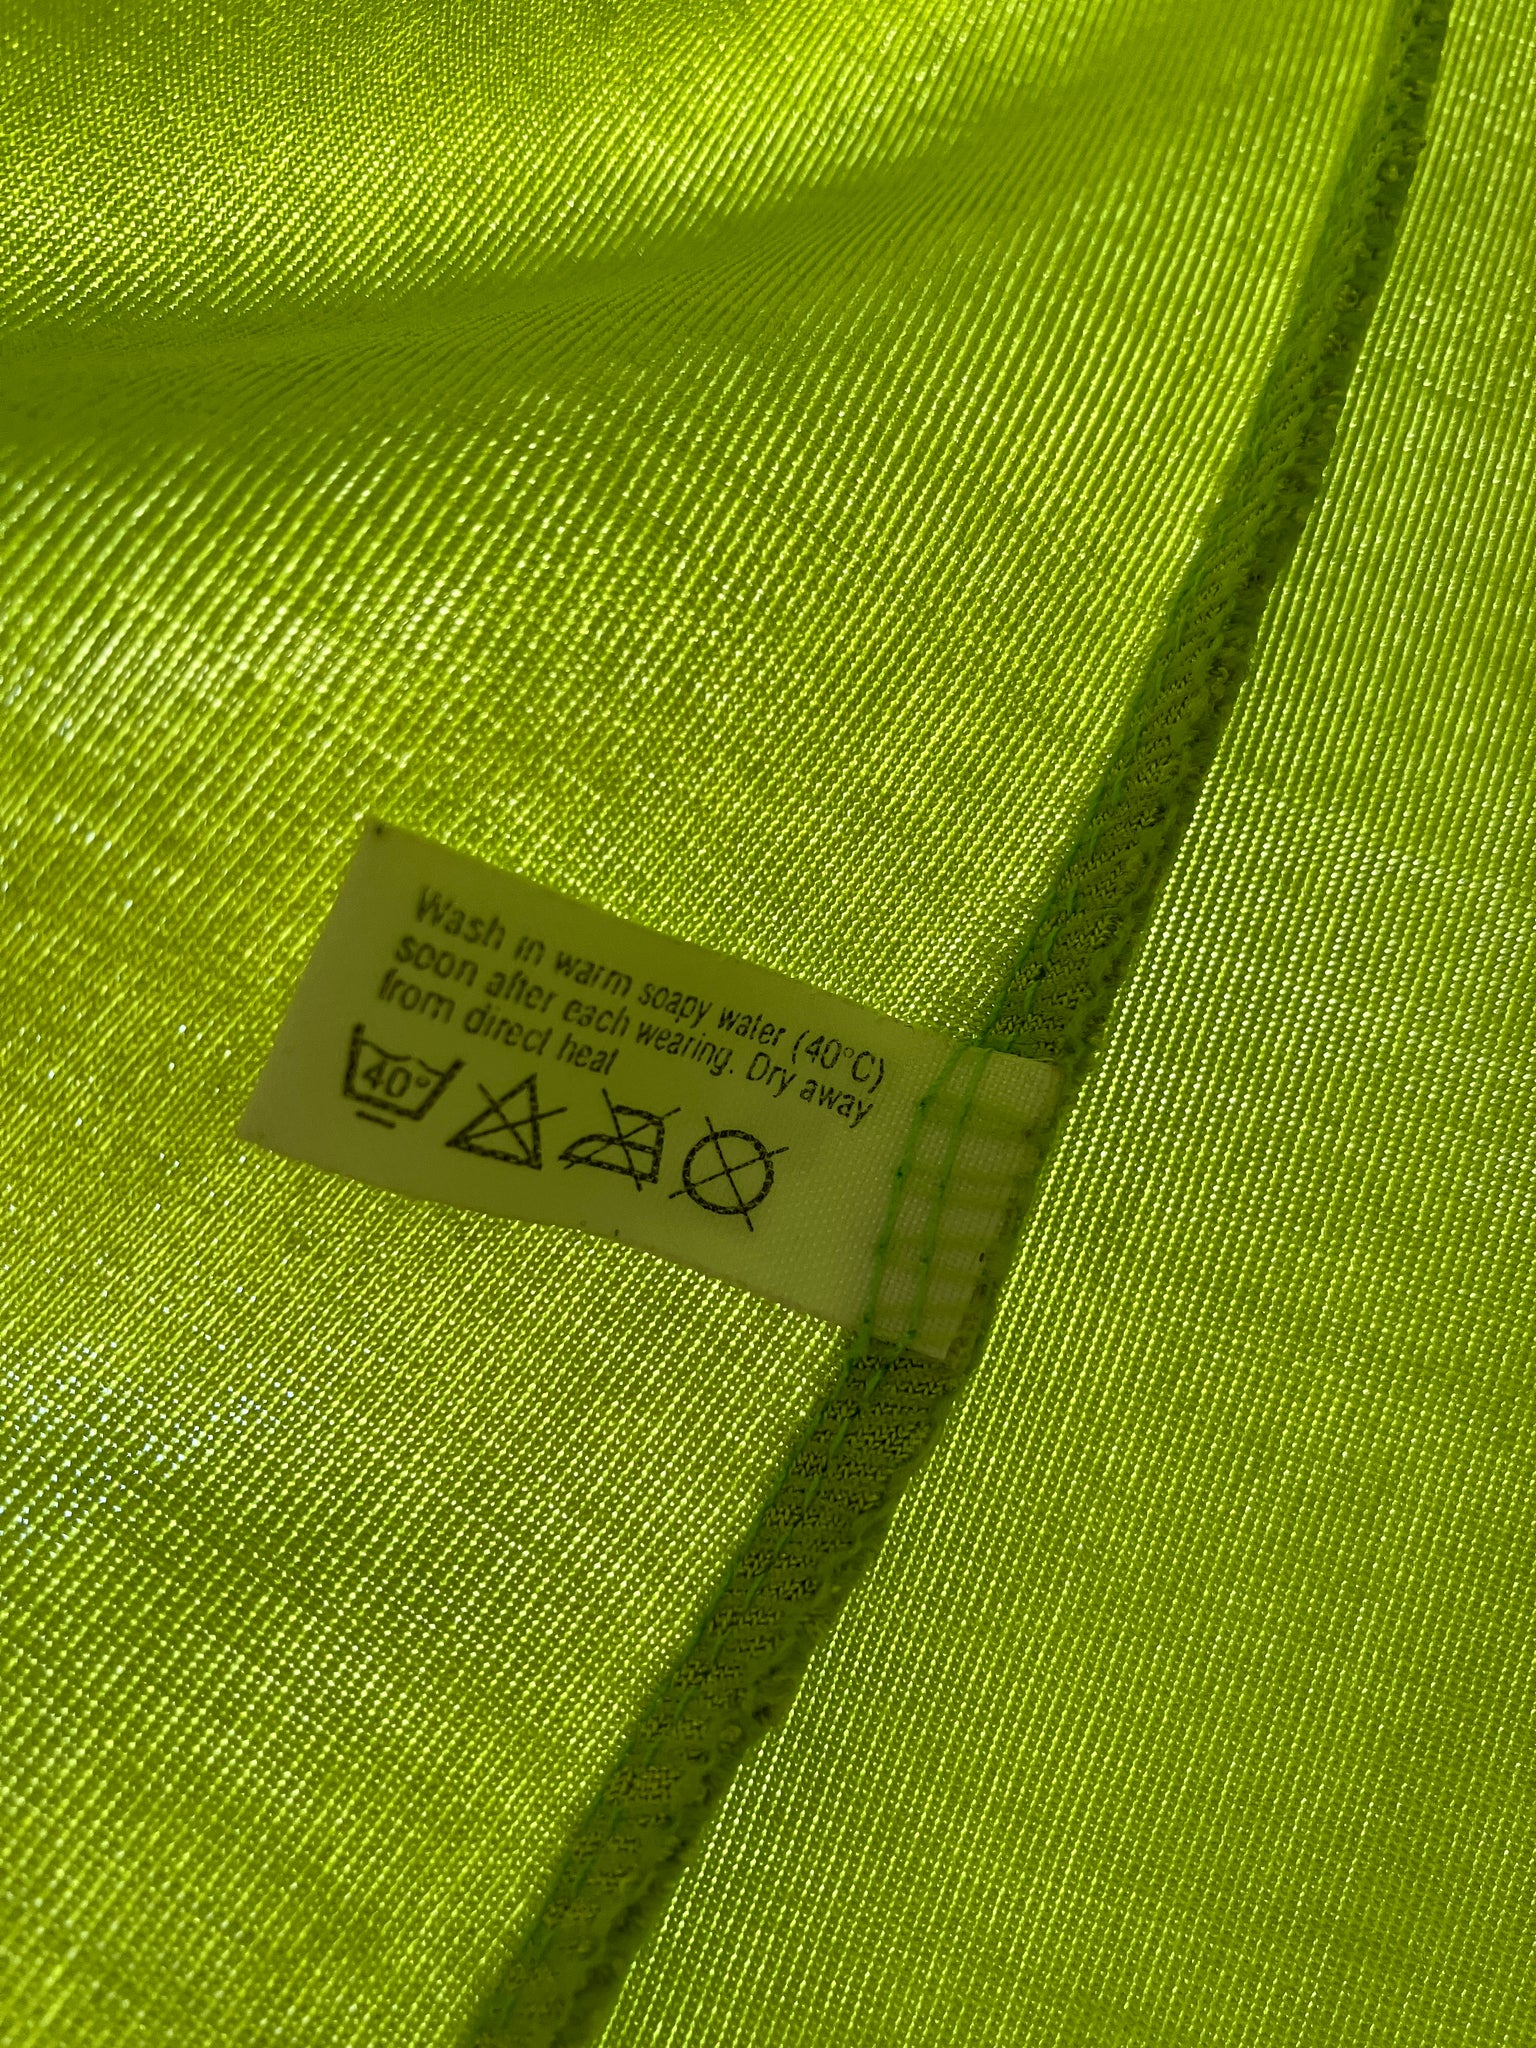 Wash in warm soapy water (40°C)
soon after each wearing. Dry away
from direct heat
40°